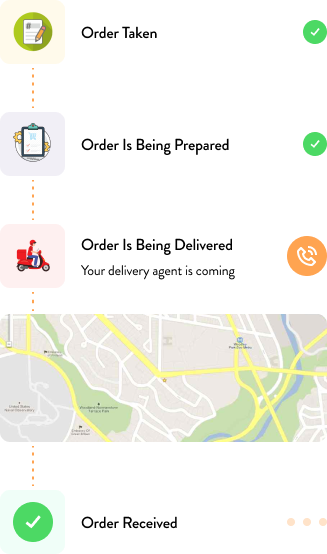 Order Taken
Order Is Being Prepared
Order Is Being Delivered
Your delivery agent is coming
Order Received